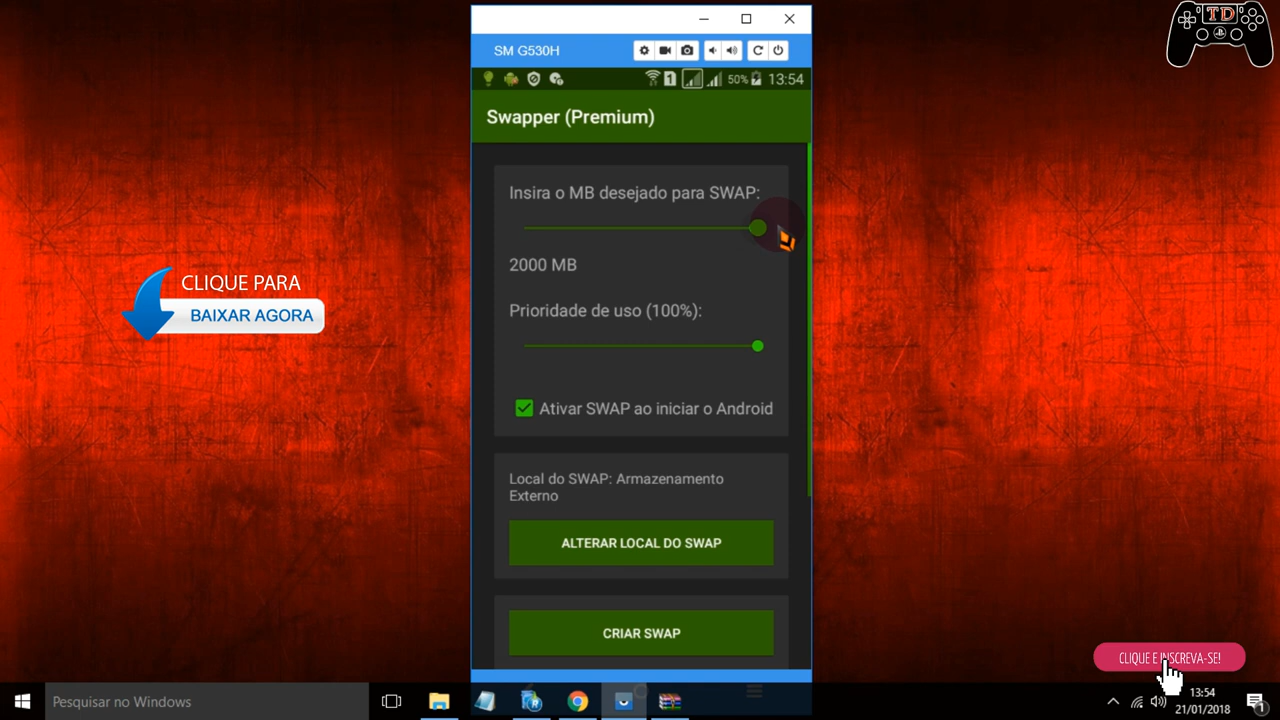 TD
SM G530H
1
50%
13:54
Swapper (Premium)
Insira o MB desejado para SWAP:
2000 MB
Prioridade de uso (100%):
Ativar SWAP ao iniciar o Android
Local do SWAP: Armazenamento
Externo
ALTERAR LOCAL DO SWAP
CRIAR SWAP
CLIQUE PARA
BAIXAR AGORA
CLIQUE E INSCREVA-SE!
Pesquisar no Windows
13:54
21/01/2018
1